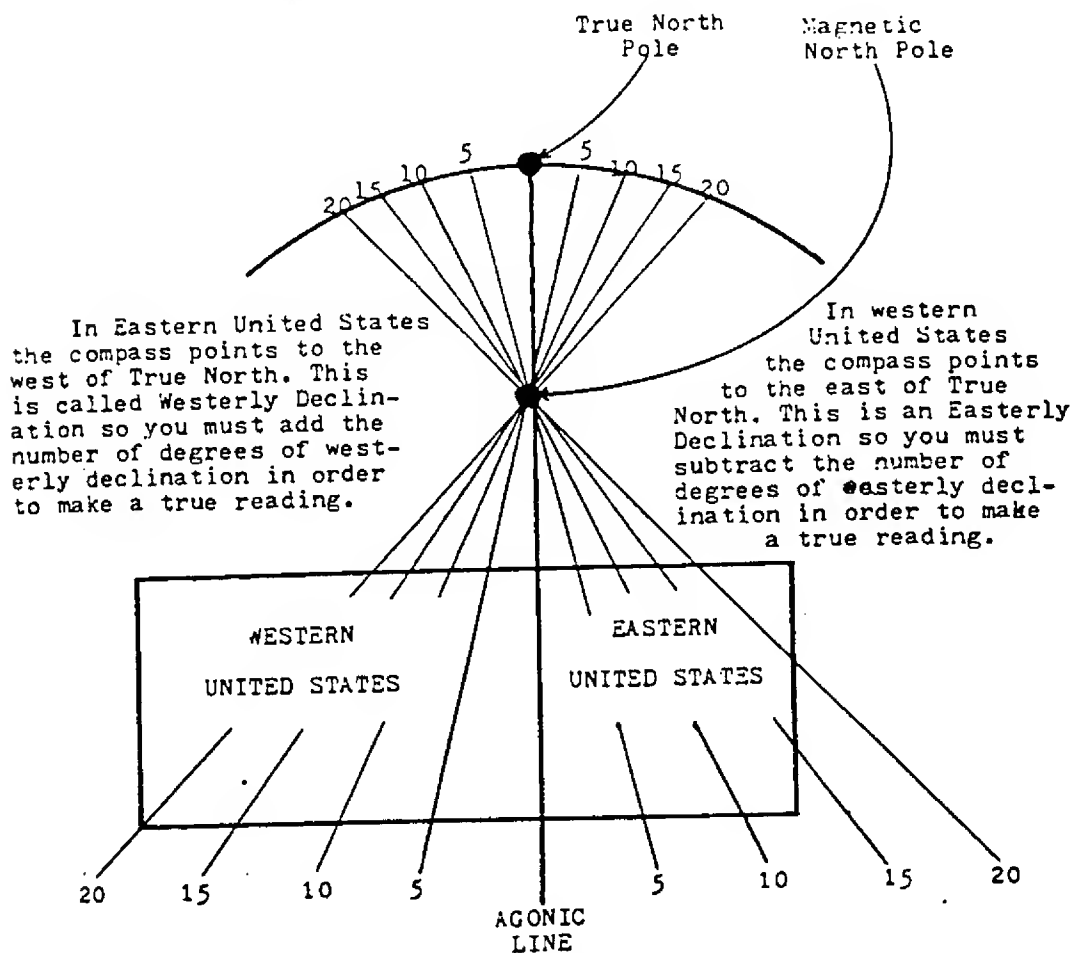 True North
Pole
Magnetic
North Pole
5
5
10
10
15
15
20
20
In Eastern United States
the compass points to the
west of True North. This
is called Westerly Declin-
ation so you must add the
number of degrees of west-
erly declination in order
to make a true reading.
In western
United States
the compass points
to the east of True
North. This is an Easterly
Declination so you must
subtract the number of
degrees of easterly decl-
ination in order to make
a true reading.
WESTERN
UNITED STATES
EASTERN
UNITED STATES
20
15
10
5
5
10
15
20
AGONIC
LINE